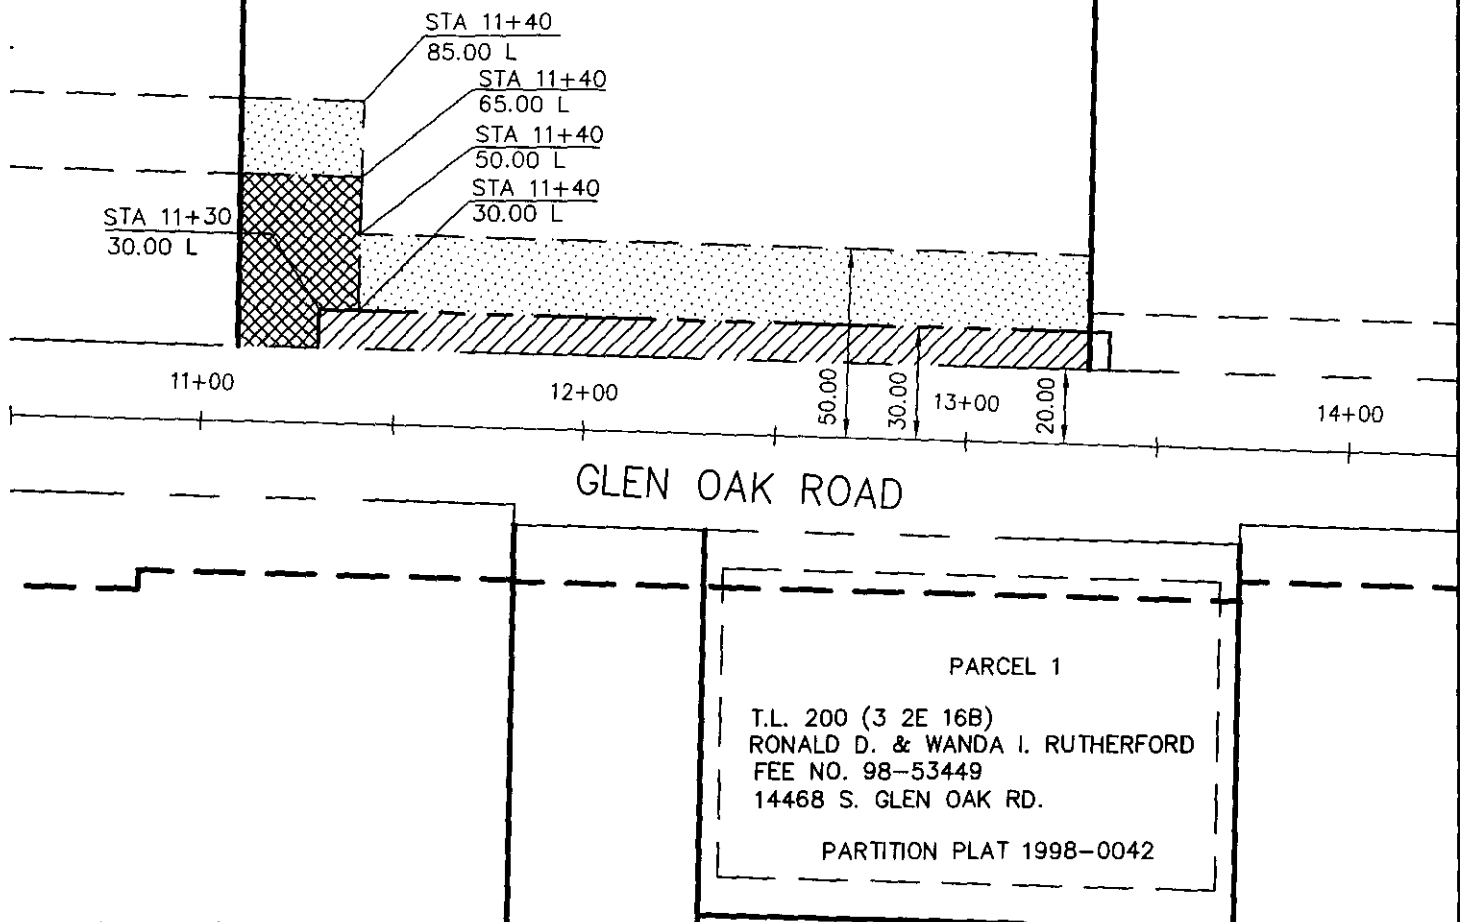 STA 11+40
85.00 L
STA 11+40
65.00 L
STA 11+40
50.00 L
STA 11+40
30.00 L
STA 11+30
30.00 L
11+00
12+00
50.00
30.00
13+00
20.00
14+00
GLEN OAK ROAD
PARCEL 1
T.L. 200 (3 2E 16B)
RONALD D. & WANDA I. RUTHERFORD
FEE NO. 98-53449
14468 S. GLEN OAK RD.
PARTITION PLAT 1998-0042